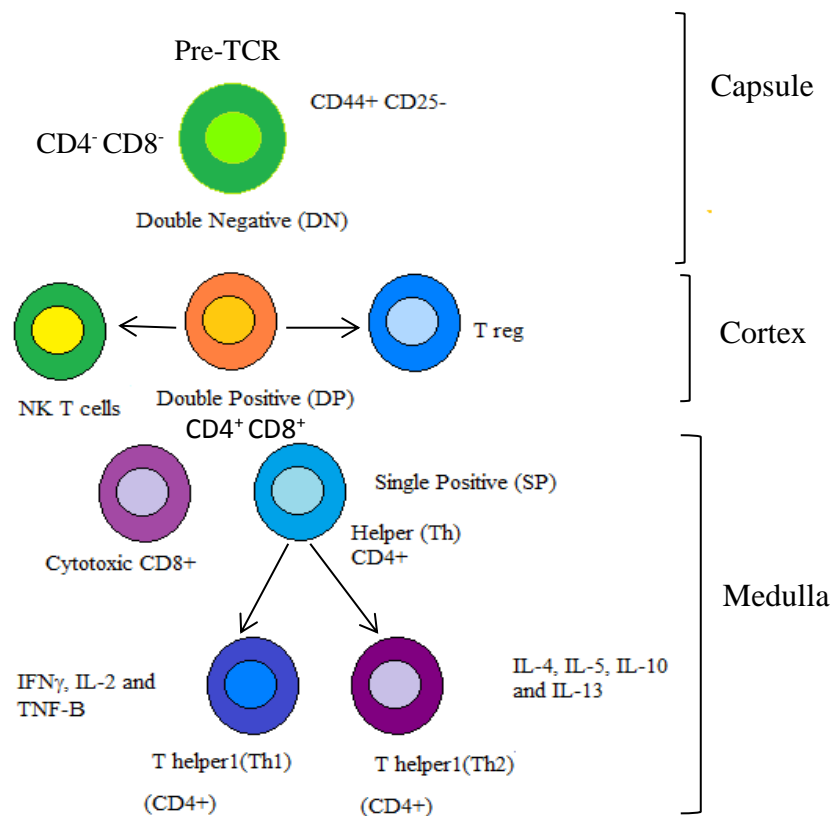 Pre-TCR
CD44+ CD25-
Capsule
CD4⁻ CD8⁻
Double Negative (DN)
T reg
Cortex
NK T cells
Double Positive (DP)
CD4⁺ CD8⁺
Single Positive (SP)
Helper (Th)
CD4+
Cytotoxic CD8+
Medulla
IFNγ, IL-2 and
TNF-B
IL-4, IL-5, IL-10
and IL-13
T helper1(Th1)
(CD4+)
T helper1(Th2)
(CD4+)